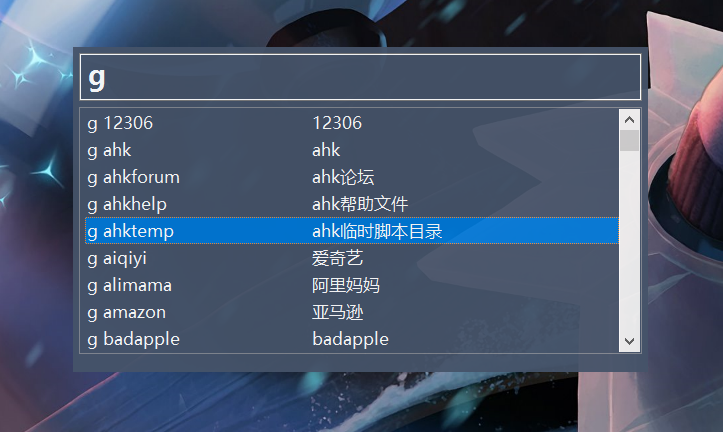 g
g 12306 12306
g ahk ahk
g ahkforum ahk论坛
g ahkhelp ahk帮助文件
g ahktemp ahk临时脚本目录
g aiqiyi 爱奇艺
g alimama 阿里妈妈
g amazon 亚马逊
g badapple badapple